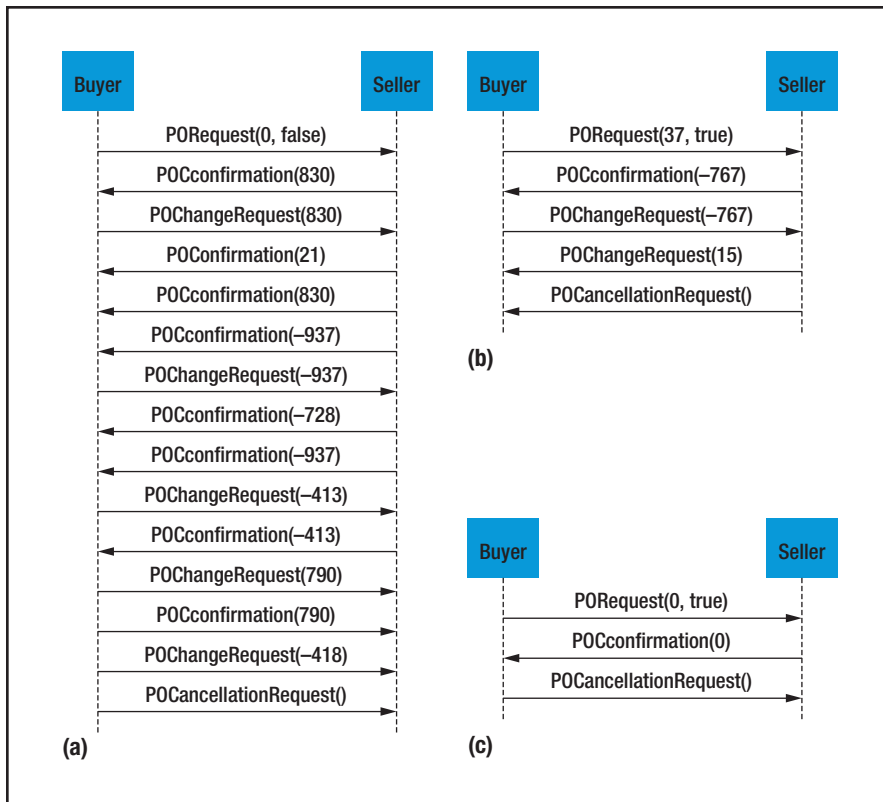 Buyer
Seller
PORequest(0, false)
POCconfirmation(830)
POChangeRequest(830)
POConfirmation(21)
POCconfirmation(830)
POCconfirmation(–937)
POChangeRequest(–937)
POCconfirmation(–728)
POCconfirmation(–937)
POChangeRequest(–413)
POCconfirmation(–413)
POChangeRequest(790)
POCconfirmation(790)
POChangeRequest(–418)
POCancellationRequest()
(a)
Buyer
Seller
PORequest(37, true)
POCconfirmation(–767)
POChangeRequest(–767)
POChangeRequest(15)
POCancellationRequest()
(b)
Buyer
Seller
PORequest(0, true)
POCconfirmation(0)
POCancellationRequest()
(c)